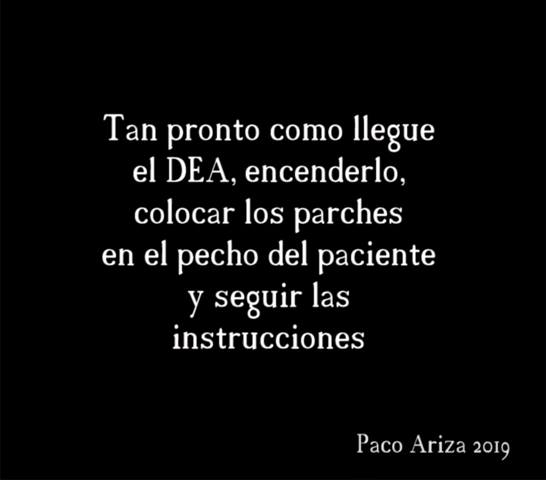 Tan pronto como llegue
el DEA, encenderlo,
colocar los parches
en el pecho del paciente
y seguir las
instrucciones
Paco Ariza 2019